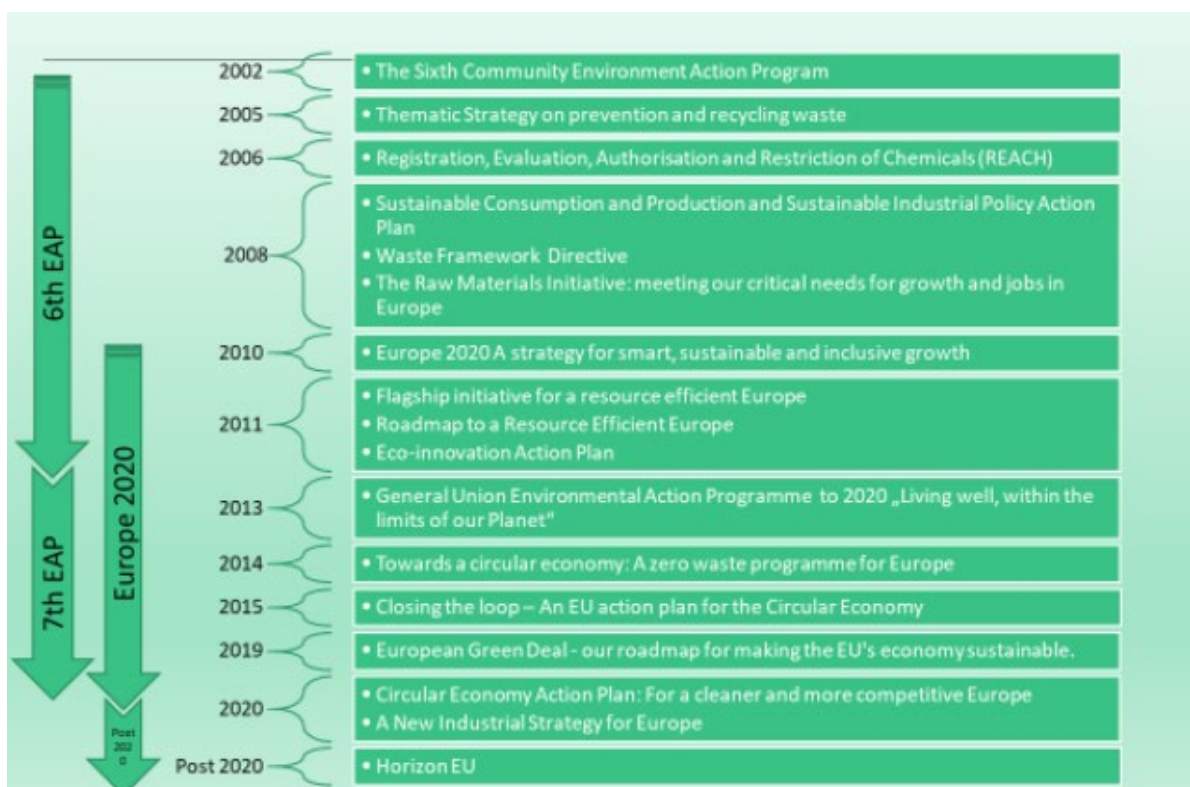 2002
• The Sixth Community Environment Action Program
2005
• Thematic Strategy on prevention and recycling waste
2006
• Registration, Evaluation, Authorisation and Restriction of Chemicals (REACH)
2008
• Sustainable Consumption and Production and Sustainable Industrial Policy Action
Plan
• Waste Framework Directive
• The Raw Materials Initiative: meeting our critical needs for growth and jobs in
Europe
2010
• Europe 2020 A strategy for smart, sustainable and inclusive growth
2011
• Flagship initiative for a resource efficient Europe
• Roadmap to a Resource Efficient Europe
• Eco-innovation Action Plan
2013
• General Union Environmental Action Programme to 2020 „Living well, within the
limits of our Planet"
2014
• Towards a circular economy: A zero waste programme for Europe
2015
• Closing the loop – An EU action plan for the Circular Economy
2019
• European Green Deal - our roadmap for making the EU's economy sustainable.
2020
• Circular Economy Action Plan: For a cleaner and more competitive Europe
• A New Industrial Strategy for Europe
Post 2020
• Horizon EU
6th EAP
7th EAP
Europe 2020
Post
202
0